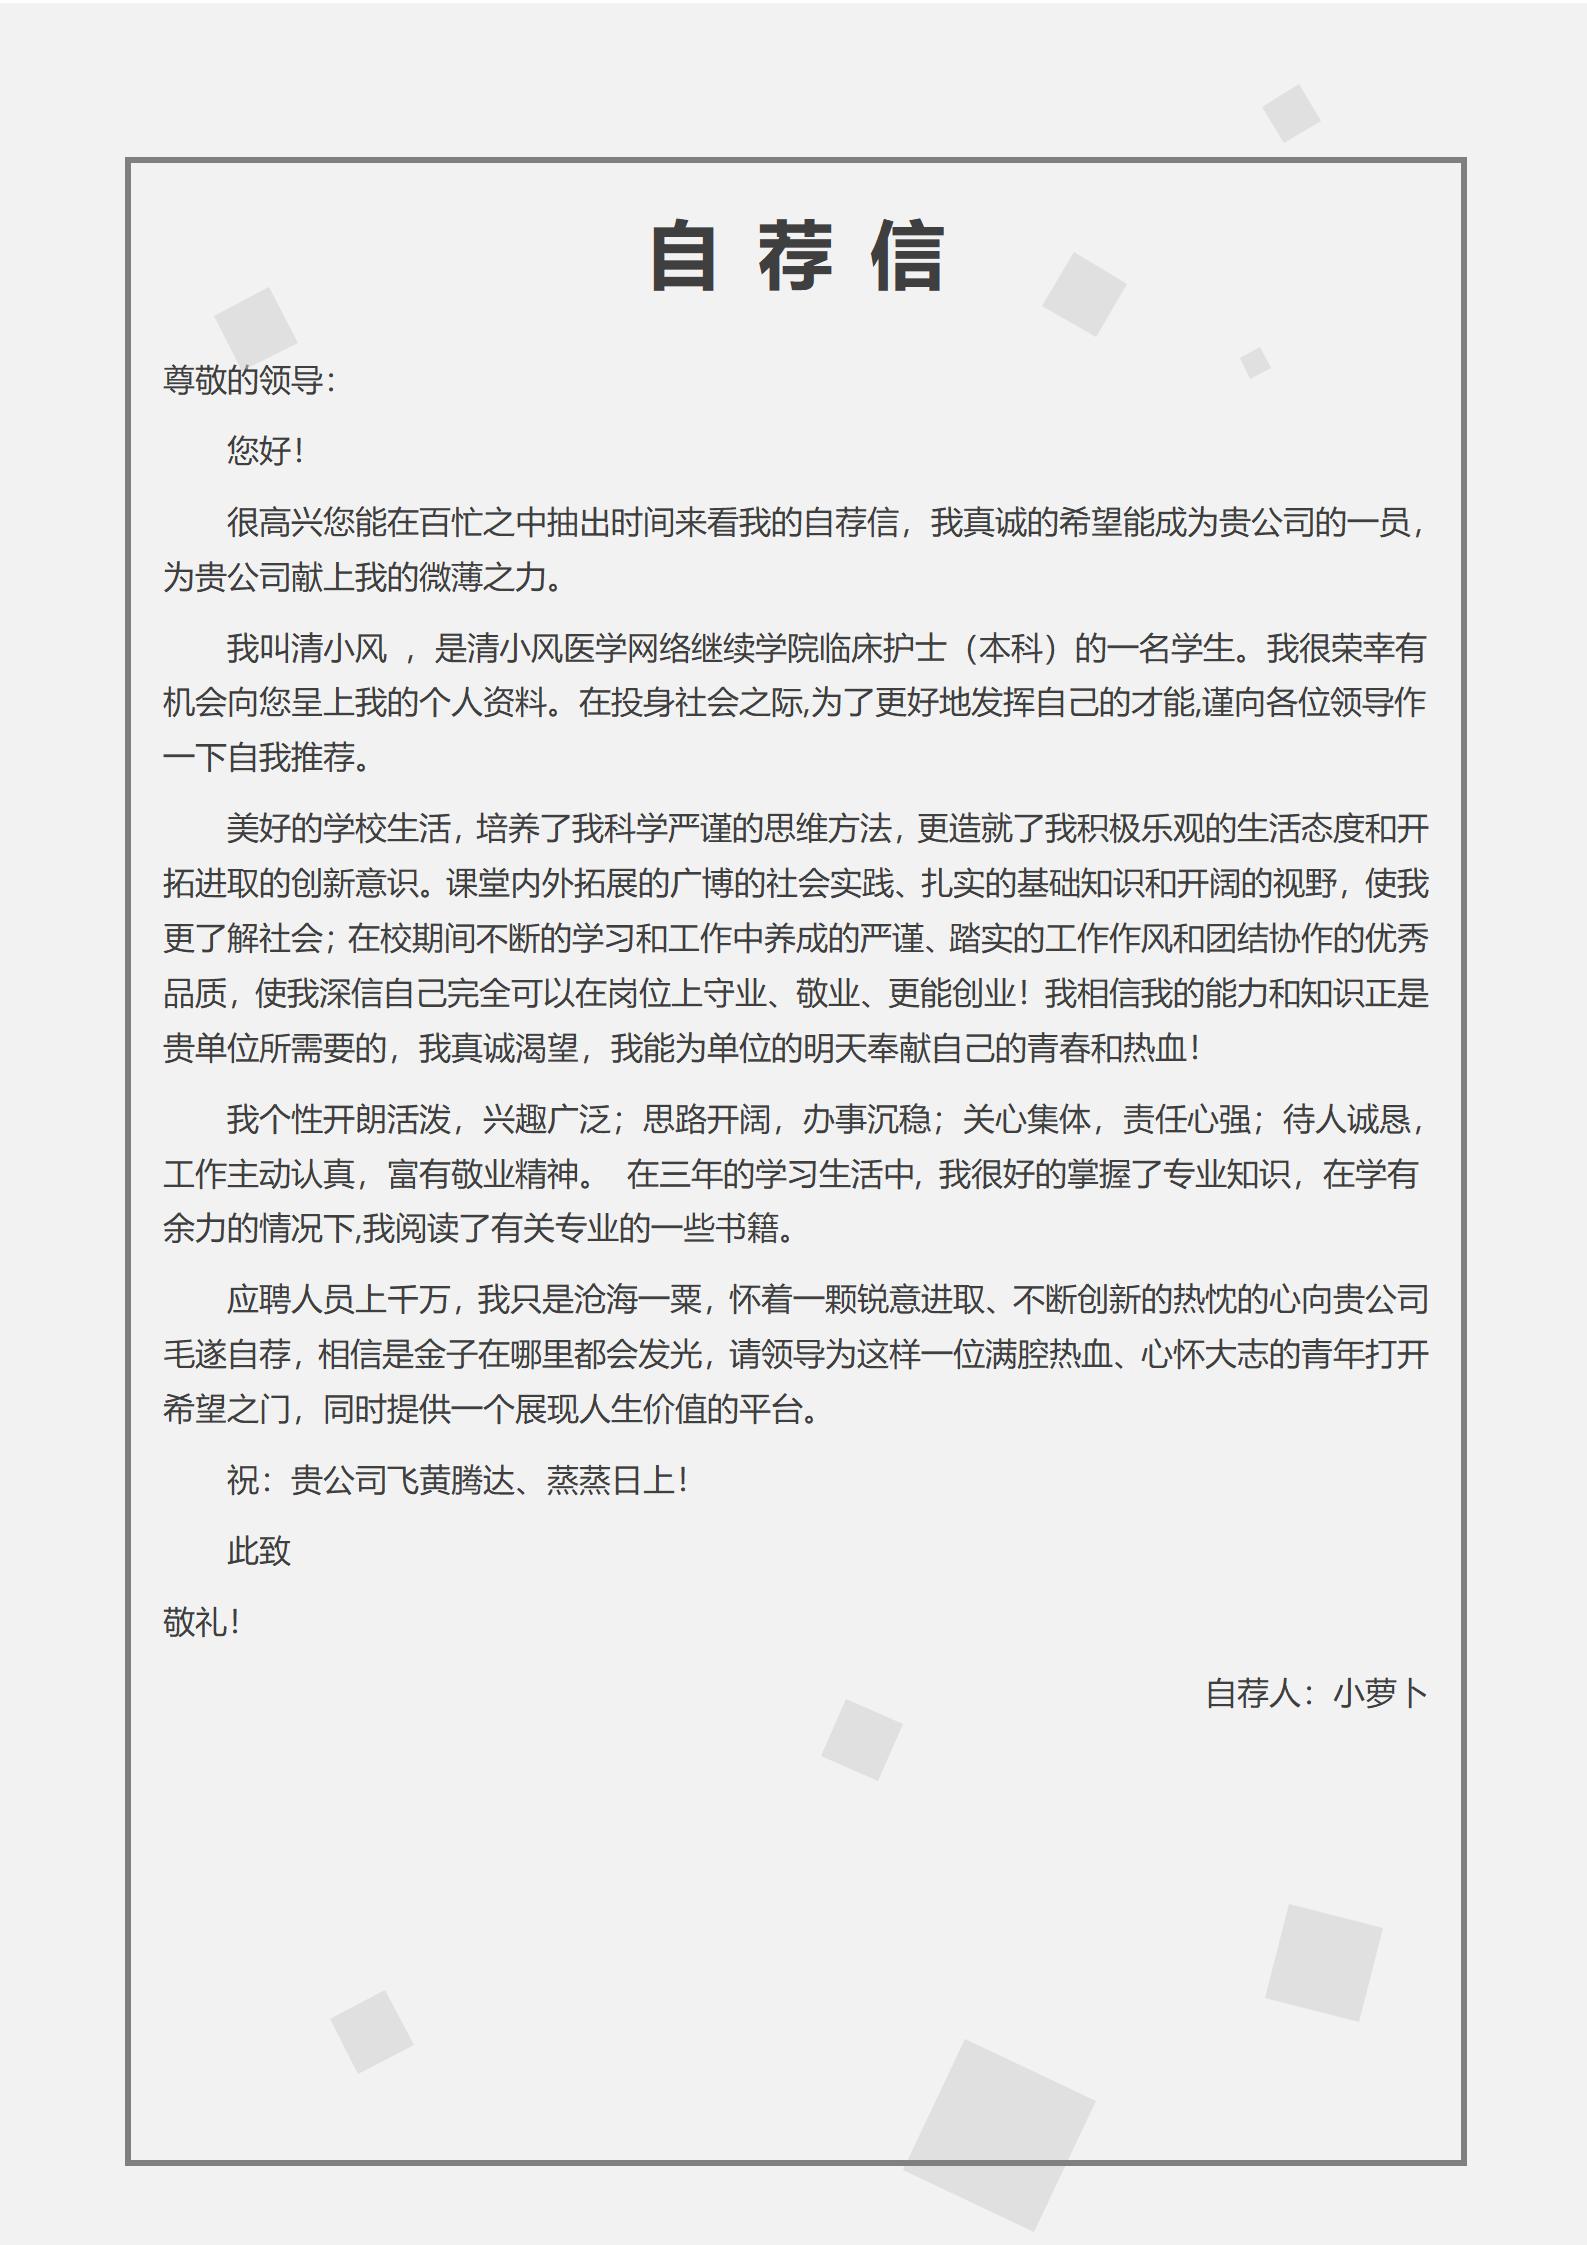 自 荐 信
尊敬的领导：
您好！
很高兴您能在百忙之中抽出时间来看我的自荐信，我真诚的希望能成为贵公司的一员，
为贵公司献上我的微薄之力。
我叫清小风 ，是清小风医学网络继续学院临床护士（本科）的一名学生。我很荣幸有
机会向您呈上我的个人资料。在投身社会之际,为了更好地发挥自己的才能,谨向各位领导作
一下自我推荐。
美好的学校生活，培养了我科学严谨的思维方法，更造就了我积极乐观的生活态度和开
拓进取的创新意识。课堂内外拓展的广博的社会实践、扎实的基础知识和开阔的视野，使我
更了解社会；在校期间不断的学习和工作中养成的严谨、踏实的工作作风和团结协作的优秀
品质，使我深信自己完全可以在岗位上守业、敬业、更能创业！我相信我的能力和知识正是
贵单位所需要的，我真诚渴望，我能为单位的明天奉献自己的青春和热血！
我个性开朗活泼，兴趣广泛；思路开阔，办事沉稳；关心集体，责任心强；待人诚恳，
工作主动认真，富有敬业精神。 在三年的学习生活中, 我很好的掌握了专业知识，在学有
余力的情况下,我阅读了有关专业的一些书籍。
应聘人员上千万，我只是沧海一粟，怀着一颗锐意进取、不断创新的热忱的心向贵公司
毛遂自荐，相信是金子在哪里都会发光，请领导为这样一位满腔热血、心怀大志的青年打开
希望之门，同时提供一个展现人生价值的平台。
祝：贵公司飞黄腾达、蒸蒸日上！
此致
敬礼！
自荐人：小萝卜